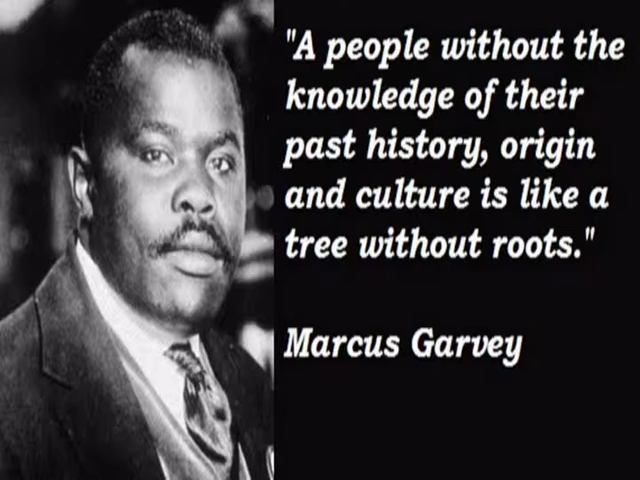 "A people without the
knowledge of their
past history, origin
and culture is like a
tree without roots."
Marcus Garvey